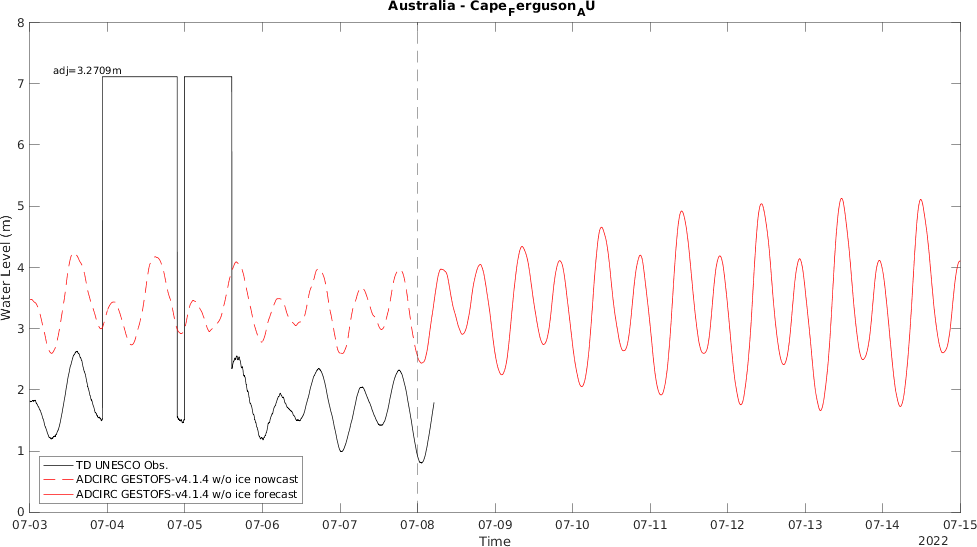 Australia - Cape_Ferguson_AU
8
7
6
5
4
3
2
1
0
Water Level (m)
adj=3.2709m
TD UNESCO Obs.
ADCIRC GESTOFS-v4.1.4 w/o ice nowcast
ADCIRC GESTOFS-v4.1.4 w/o ice forecast
07-03 07-04 07-05 07-06 07-07 07-08 07-09 07-10 07-11 07-12 07-13 07-14 07-15
Time
2022